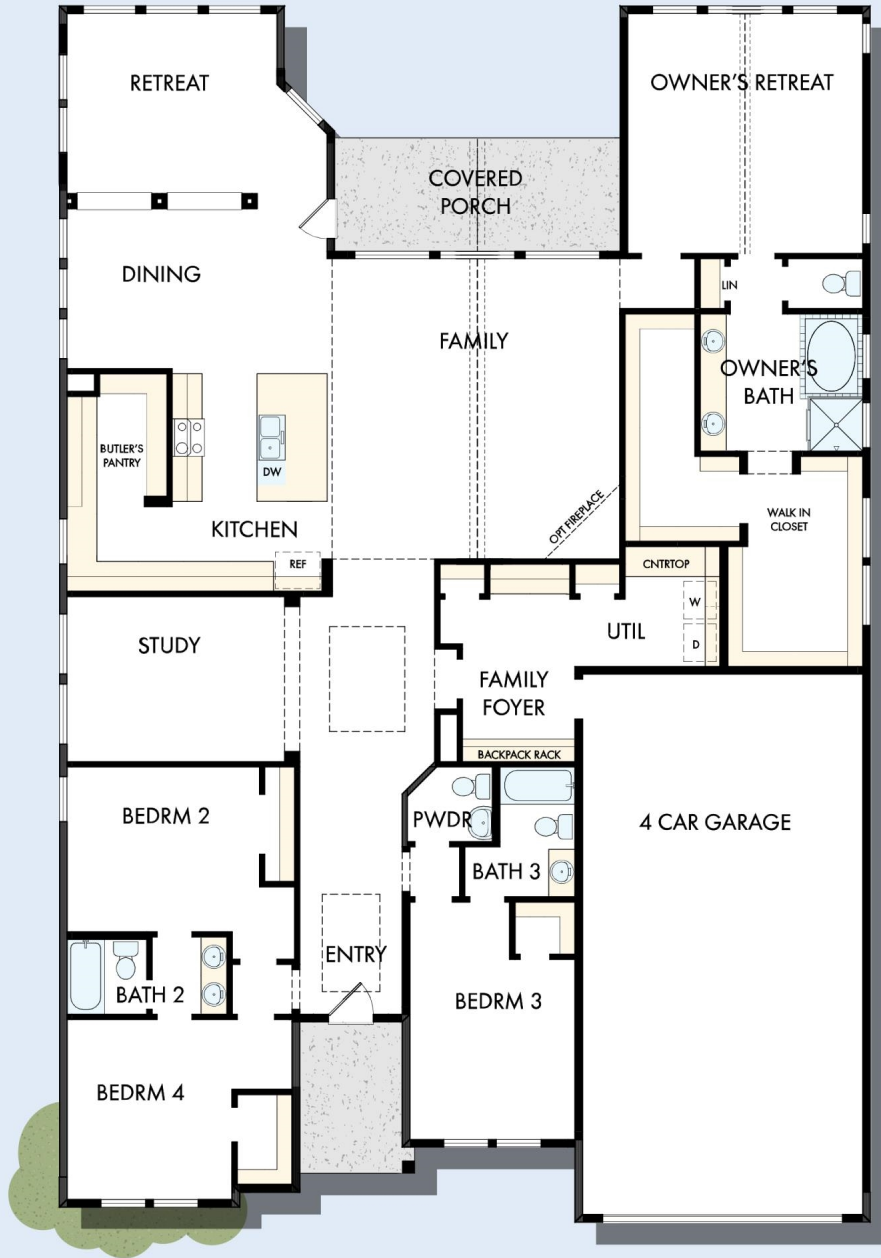 RETREAT
OWNER'S RETREAT
COVERED
PORCH
DINING
LIN
FAMILY
OWNER'S
BATH
BUTLER'S
PANTRY
DW
OPT FIREPLACE
WALK IN
CLOSET
KITCHEN
REF
CNTRTOP
W
STUDY
UTIL
D
FAMILY
FOYER
BACKPACK RACK
BEDRM 2
PWDR
4 CAR GARAGE
BATH 3
ENTRY
BATH 2
BEDRM 3
BEDRM 4